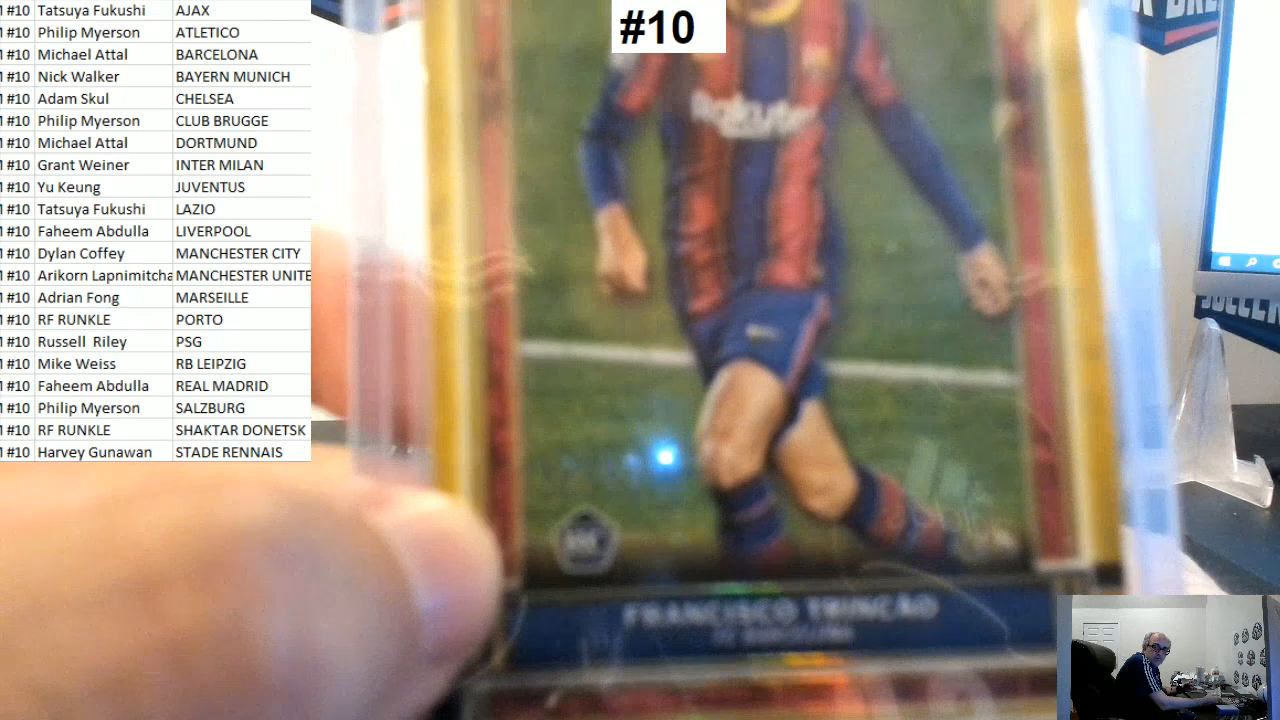 #10 Tatsuya Fukushi AJAX
#10 Philip Myerson ATLETICO
#10 Michael Attal BARCELONA
#10 Nick Walker BAYERN MUNICH
#10 Adam Skul CHELSEA
#10 Philip Myerson CLUB BRUGGE
#10 Michael Attal DORTMUND
#10 Grant Weiner INTER MILAN
#10 Yu Keung JUVENTUS
#10 Tatsuya Fukushi LAZIO
#10 Faheem Abdulla LIVERPOOL
#10 Dylan Coffey MANCHESTER CITY
#10 Arikorn Lapnimitcha MANCHESTER UNITE
#10 Adrian Fong MARSEILLE
#10 RF RUNKLE PORTO
#10 Russell Riley PSG
#10 Mike Weiss RB LEIPZIG
#10 Faheem Abdulla REAL MADRID
#10 Philip Myerson SALZBURG
#10 RF RUNKLE SHAKTAR DONETSK
#10 Harvey Gunawan STADE RENNAIS
#10
Rakuten
RC
FRANCISCO TRINCÃO
FC BARCELONA